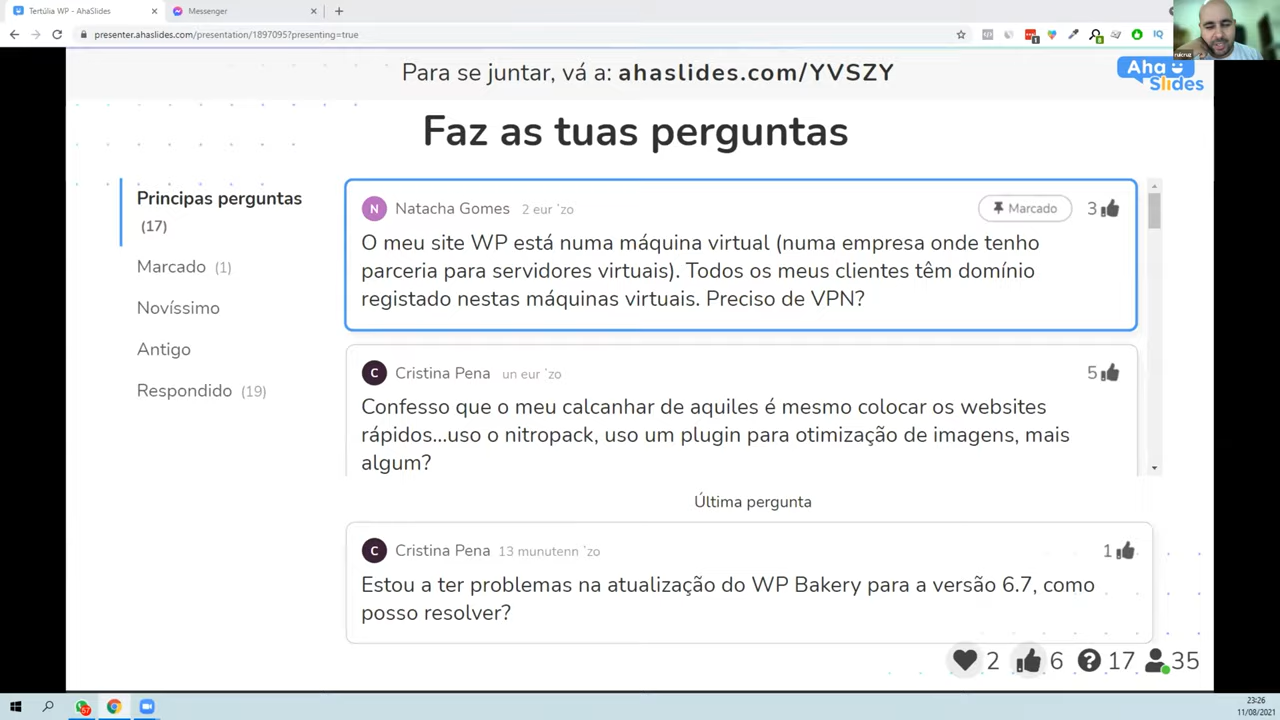 Tertúlia WP - AhaSlides
Messenger
presenter.ahaslides.com/presentation/1897095?presenting=true
IQ
Para se juntar, vá a: ahaslides.com/YVSZY
Aha
Slides
Faz as tuas perguntas
Principas perguntas
(17)
Marcado (1)
Novíssimo
Antigo
Respondido (19)
N Natacha Gomes 2 eur ˈzo Marcado 3
O meu site WP está numa máquina virtual (numa empresa onde tenho
parceria para servidores virtuais). Todos os meus clientes têm domínio
registado nestas máquinas virtuais. Preciso de VPN?
C Cristina Pena un eur ˈzo 5
Confesso que o meu calcanhar de aquiles é mesmo colocar os websites
rápidos...uso o nitropack, uso um plugin para otimização de imagens, mais
algum?
Última pergunta
C Cristina Pena 13 munutenn ˈzo 1
Estou a ter problemas na atualização do WP Bakery para a versão 6.7, como
posso resolver?
2 6 17 35
23:26
11/08/2021